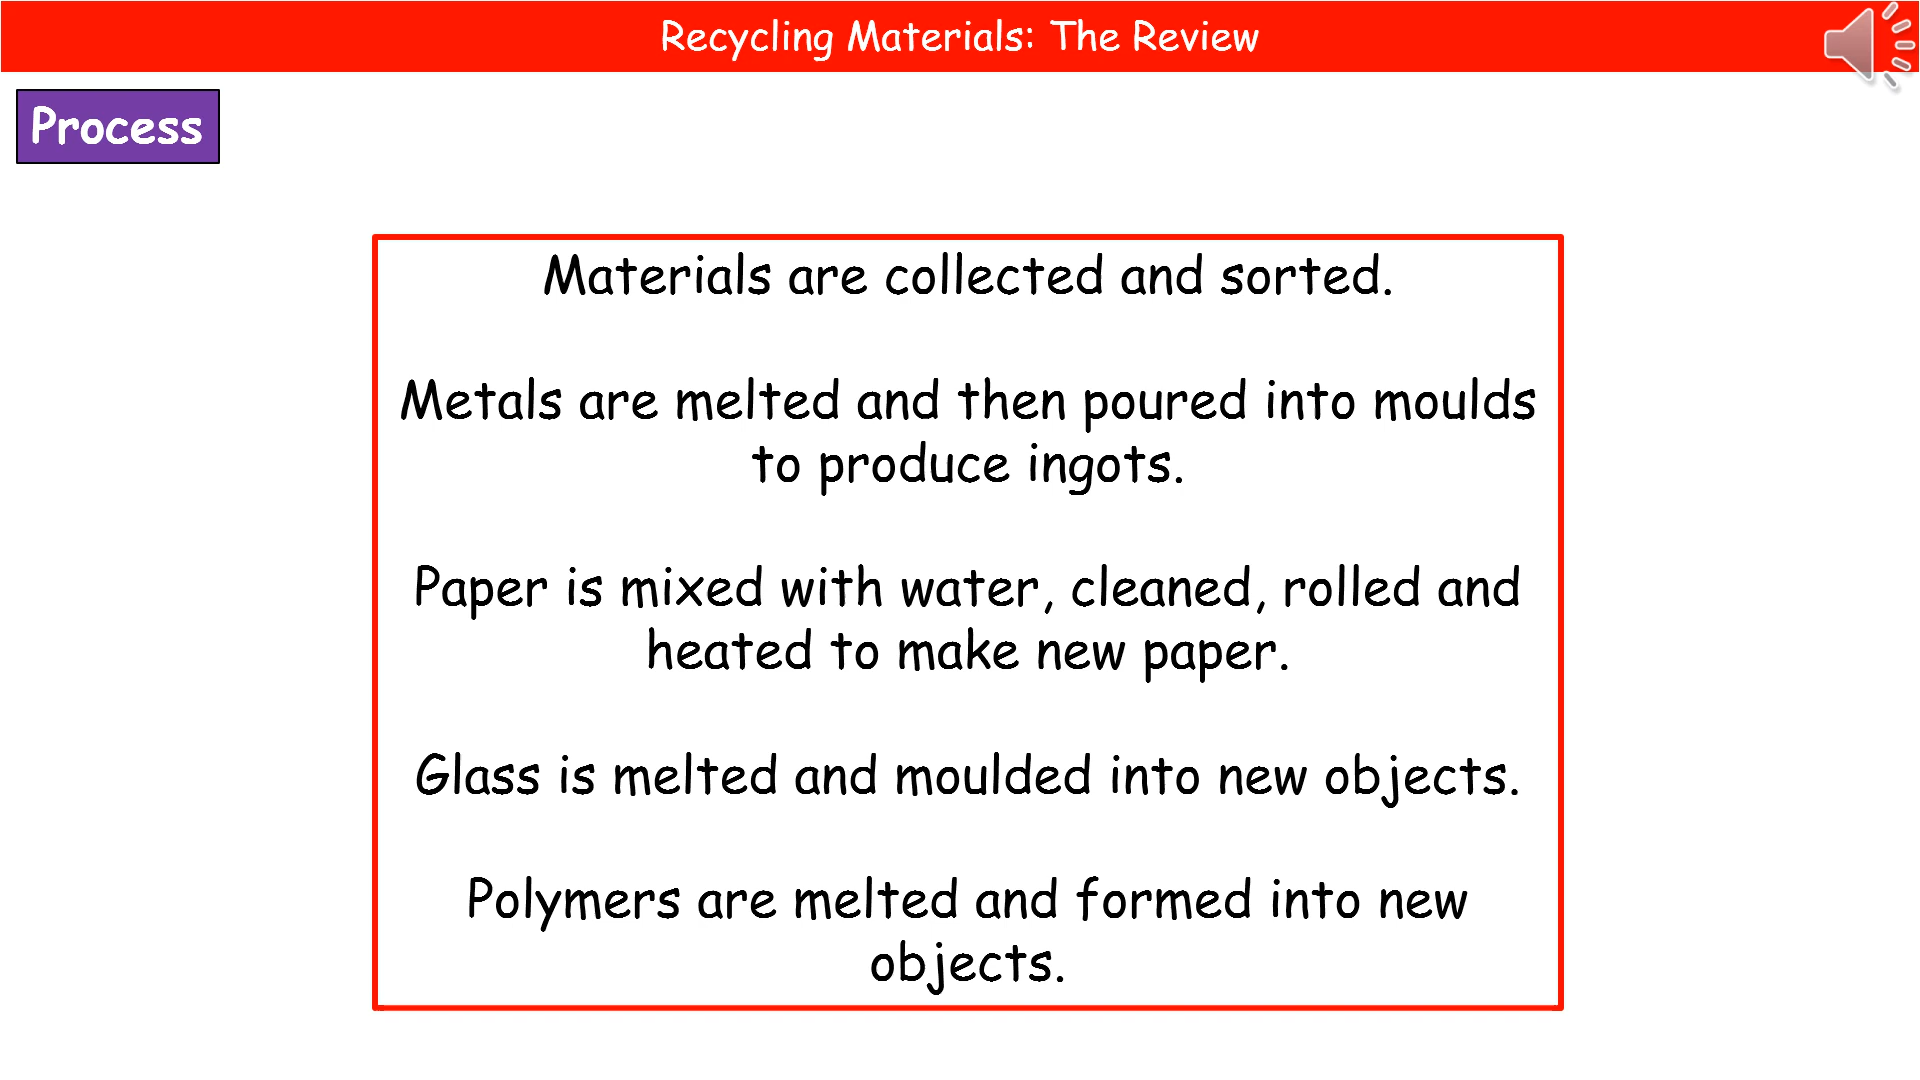 Recycling Materials: The Review
Process
Materials are collected and sorted.
Metals are melted and then poured into moulds
to produce ingots.
Paper is mixed with water, cleaned, rolled and
heated to make new paper.
Glass is melted and moulded into new objects.
Polymers are melted and formed into new
objects.